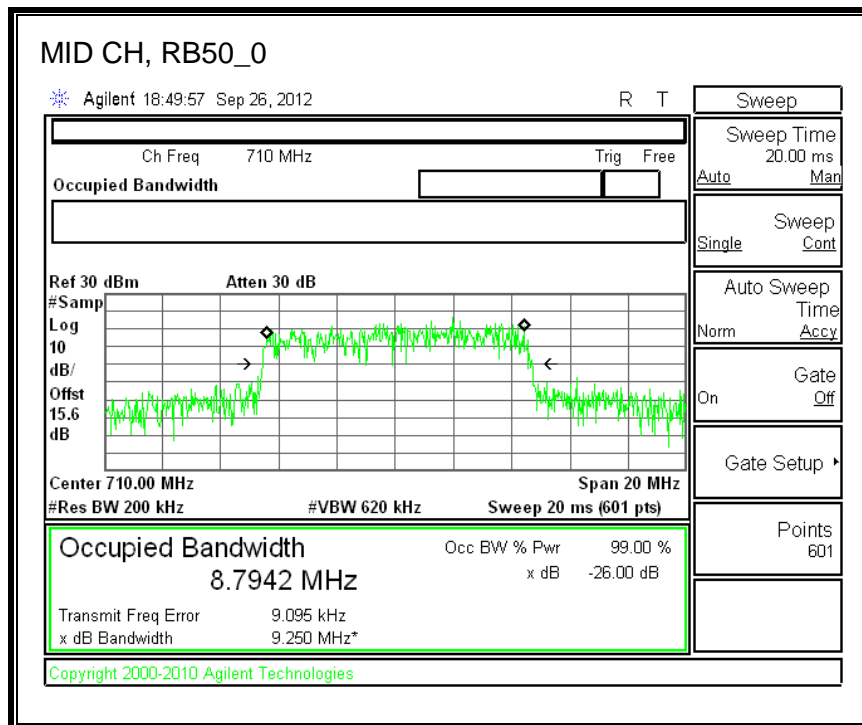 MID CH, RB50_0
Agilent 18:49:57 Sep 26, 2012 R T
Ch Freq 710 MHz Trig Free
Occupied Bandwidth
Ref 30 dBm Atten 30 dB
#Samp
Log
10
dB/
Offst
15.6
dB
Center 710.00 MHz Span 20 MHz
#Res BW 200 kHz #VBW 620 kHz Sweep 20 ms (601 pts)
Occupied Bandwidth Occ BW % Pwr 99.00 %
8.7942 MHz x dB -26.00 dB
Transmit Freq Error 9.095 kHz
x dB Bandwidth 9.250 MHz*
Copyright 2000-2010 Agilent Technologies
Sweep
Sweep Time
20.00 ms
Auto Man
Sweep
Single Cont
Auto Sweep
Time
Norm Accy
Gate
On Off
Gate Setup
Points
601